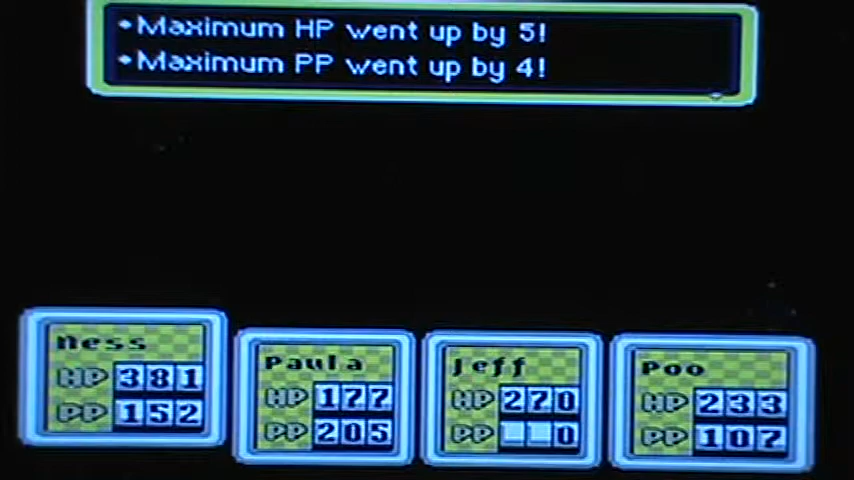 •Maximum HP went up by 5!
•Maximum PP went up by 4!
Ness
HP 381
PP 152
Paula
HP 177
PP 205
Jeff
HP 270
PP 0
Poo
HP 233
PP 107